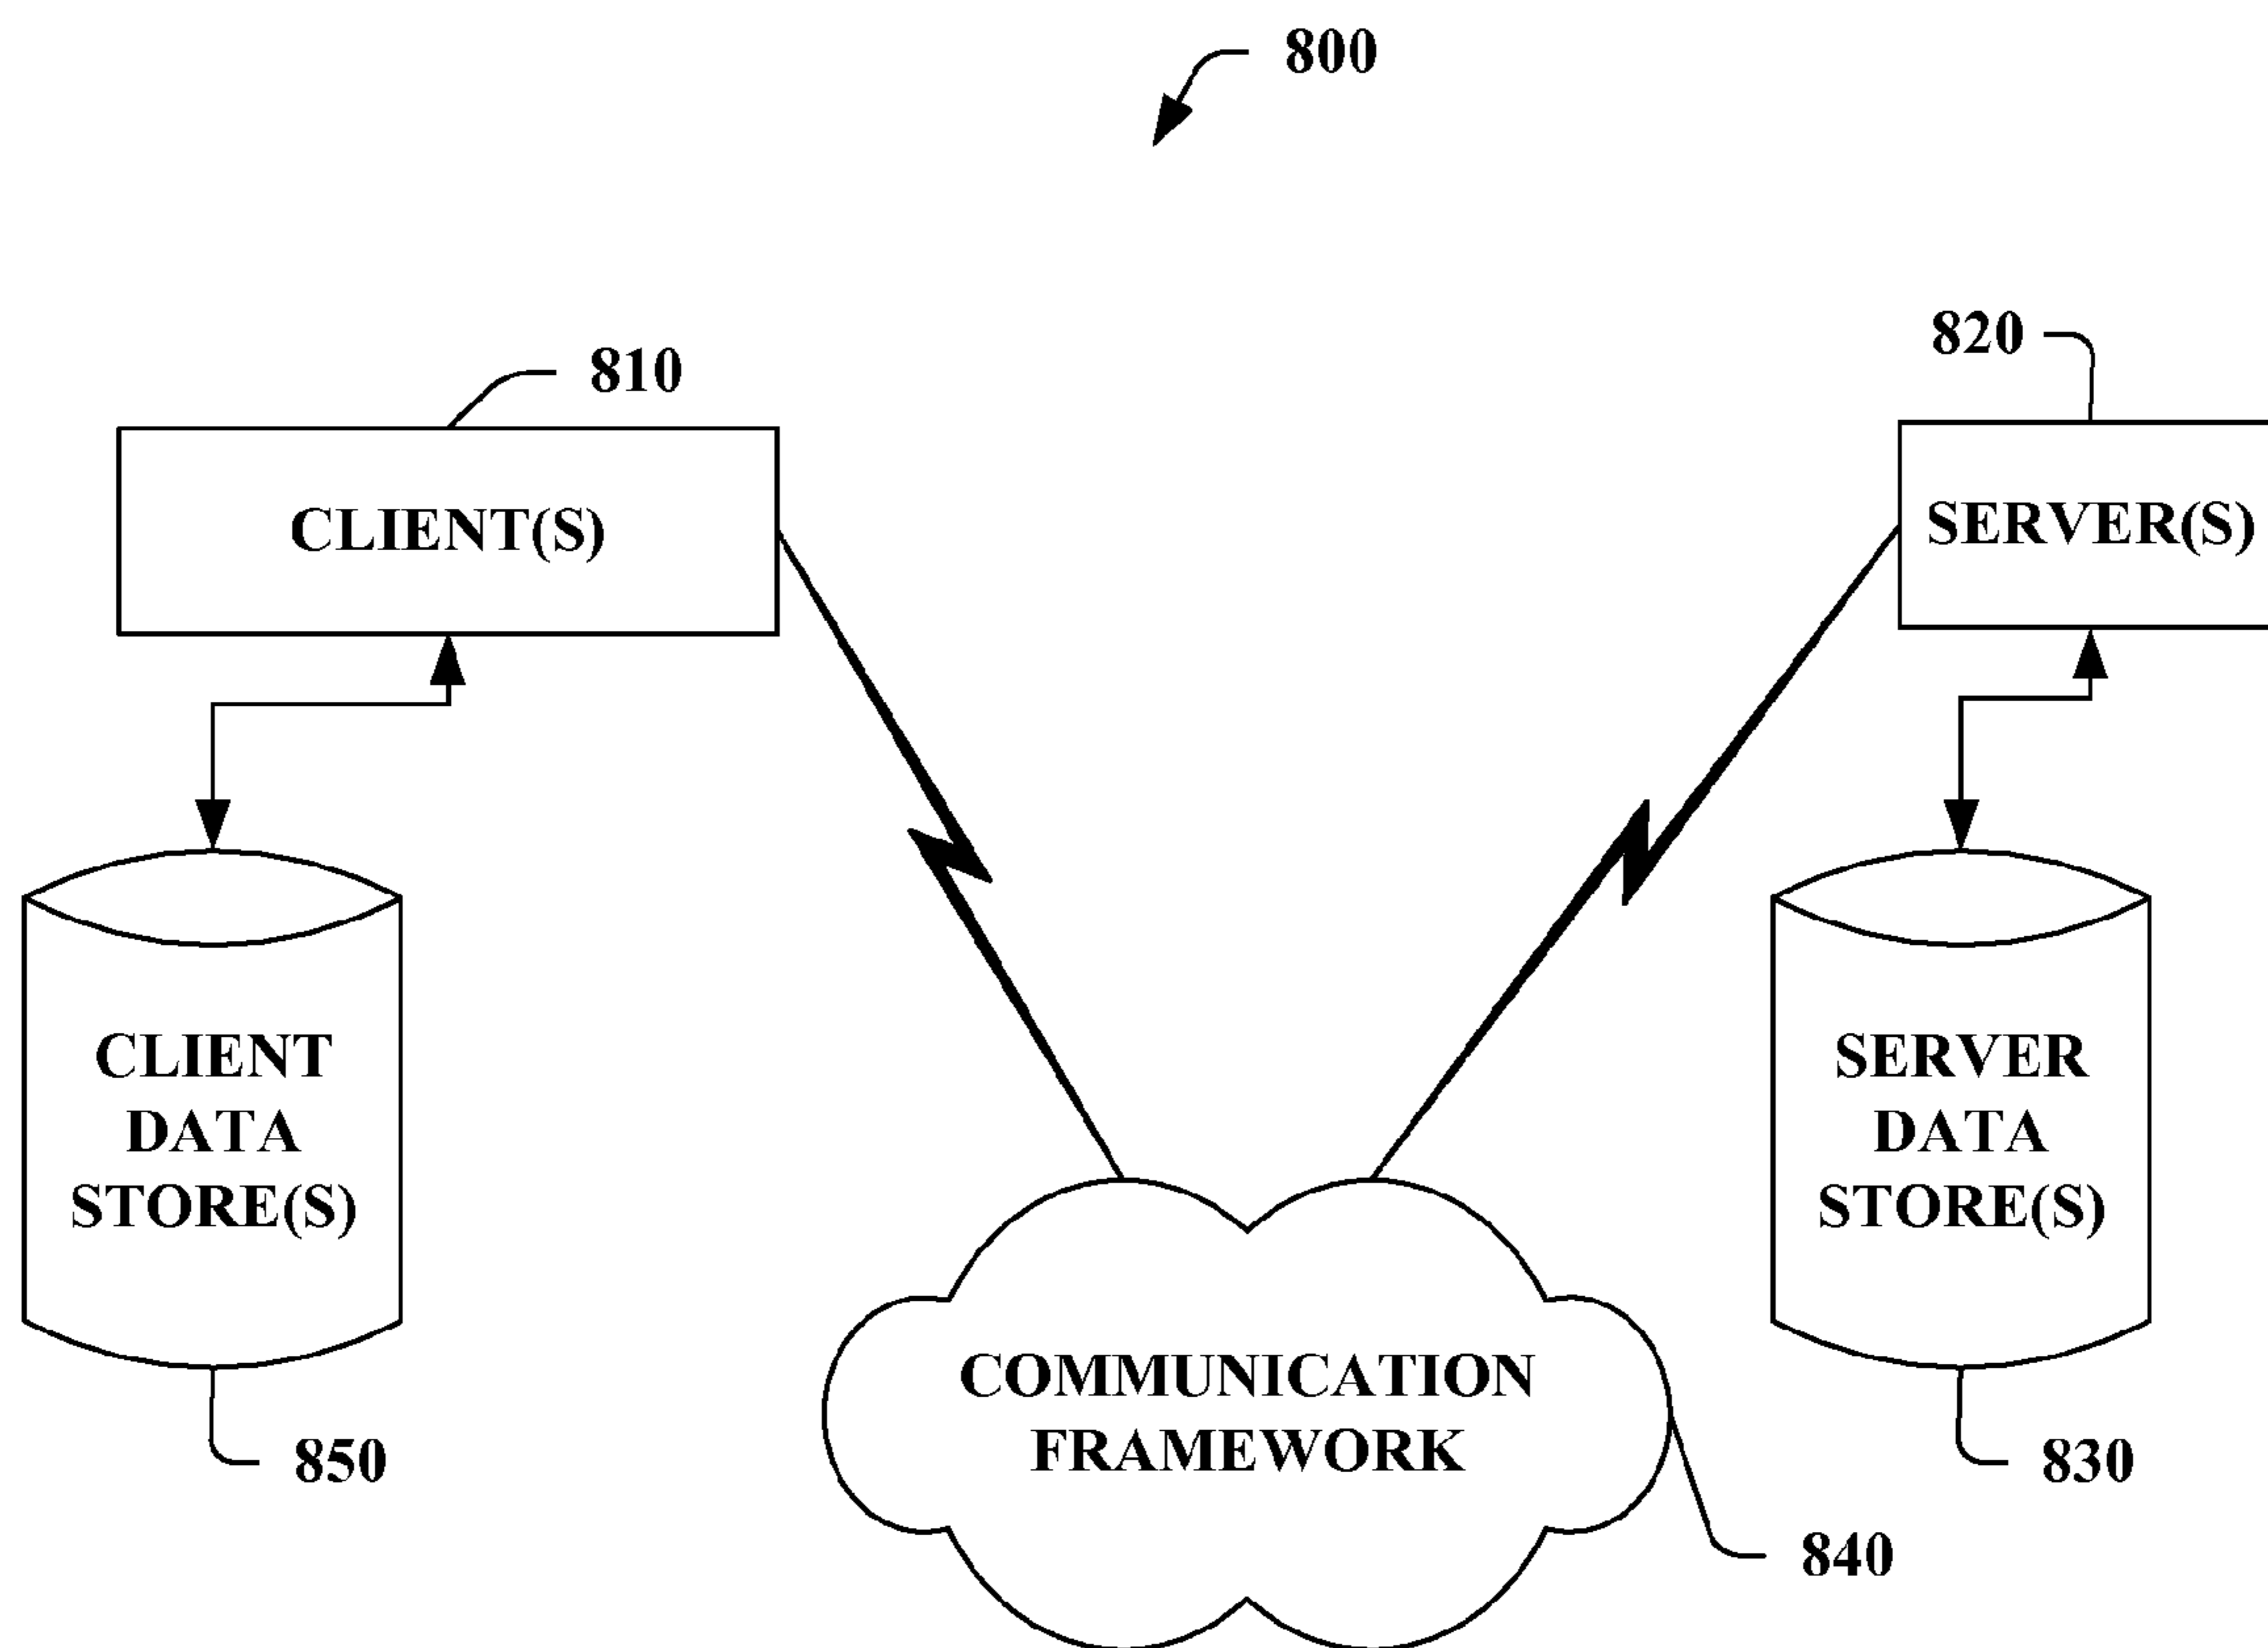 800
810
820
CLIENT(S)
SERVER(S)
CLIENT
DATA
STORE(S)
SERVER
DATA
STORE(S)
COMMUNICATION
FRAMEWORK
850
830
840